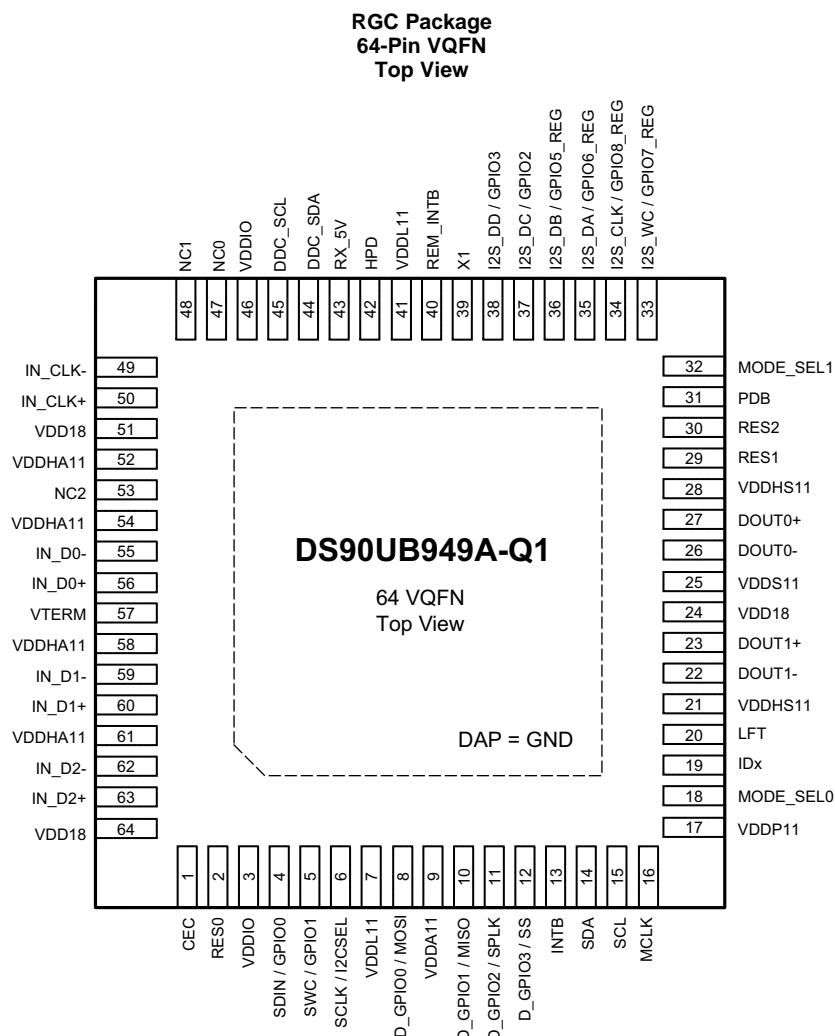 RGC Package
64-Pin VQFN
Top View
NC1
NC0
VDDIO
DDC_SCL
DDC_SDA
RX_5V
HPD
VDDL11
REM_INTB
X1
I2S_DD / GPIO3
I2S_DC / GPIO2
I2S_DB / GPIO5_REG
I2S_DA / GPIO6_REG
I2S_CLK / GPIO8_REG
I2S_WC / GPIO7_REG
48
47
46
45
44
43
42
41
40
39
38
37
36
35
34
33
IN_CLK- 49
IN_CLK+ 50
VDD18 51
VDDHA11 52
NC2 53
VDDHA11 54
IN_D0- 55
IN_D0+ 56
VTERM 57
VDDHA11 58
IN_D1- 59
IN_D1+ 60
VDDHA11 61
IN_D2- 62
IN_D2+ 63
VDD18 64
DS90UB949A-Q1
64 VQFN
Top View
DAP = GND
32 MODE_SEL1
31 PDB
30 RES2
29 RES1
28 VDDHS11
27 DOUT0+
26 DOUT0-
25 VDDS11
24 VDD18
23 DOUT1+
22 DOUT1-
21 VDDHS11
20 LFT
19 IDx
18 MODE_SEL0
17 VDDP11
1
2
3
4
5
6
7
8
9
10
11
12
13
14
15
16
CEC
RES0
VDDIO
SDIN / GPIO0
SWC / GPIO1
SCLK / I2CSEL
VDDL11
D_GPIO0 / MOSI
VDDA11
D_GPIO1 / MISO
D_GPIO2 / SPLK
D_GPIO3 / SS
INTB
SDA
SCL
MCLK